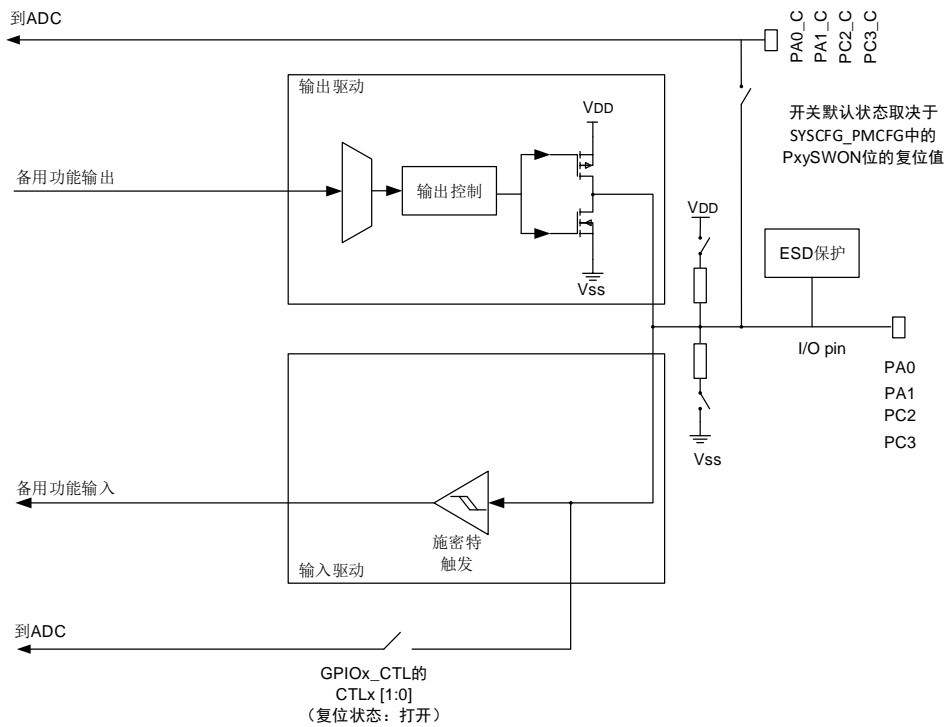 到ADC
PA0_C
PA1_C
PC2_C
PC3_C
输出驱动
VDD
开关默认状态取决于
SYSCFG_PMCFG中的
PxySWON位的复位值
备用功能输出
输出控制
VDD
ESD保护
Vss
I/O pin
PA0
PA1
PC2
PC3
Vss
备用功能输入
施密特
触发
输入驱动
到ADC
GPIOx_CTL的
CTLx [1:0]
（复位状态：打开）